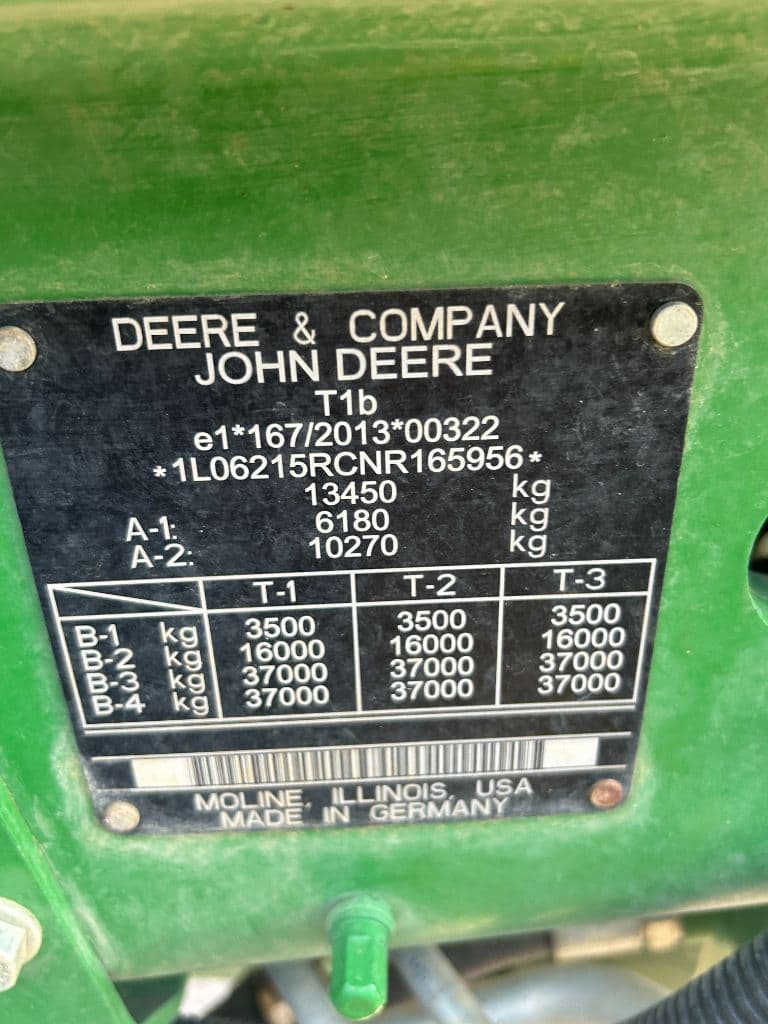 DEERE & COMPANY
JOHN DEERE
T1b
e1*167/2013*00322
*1L06215RCNR165956*
13450 kg
A-1: 6180 kg
A-2: 10270 kg
T-1 T-2 T-3
B-1 kg 3500 3500 3500
B-2 kg 16000 16000 16000
B-3 kg 37000 37000 37000
B-4 kg 37000 37000 37000
MOLINE, ILLINOIS, USA
MADE IN GERMANY